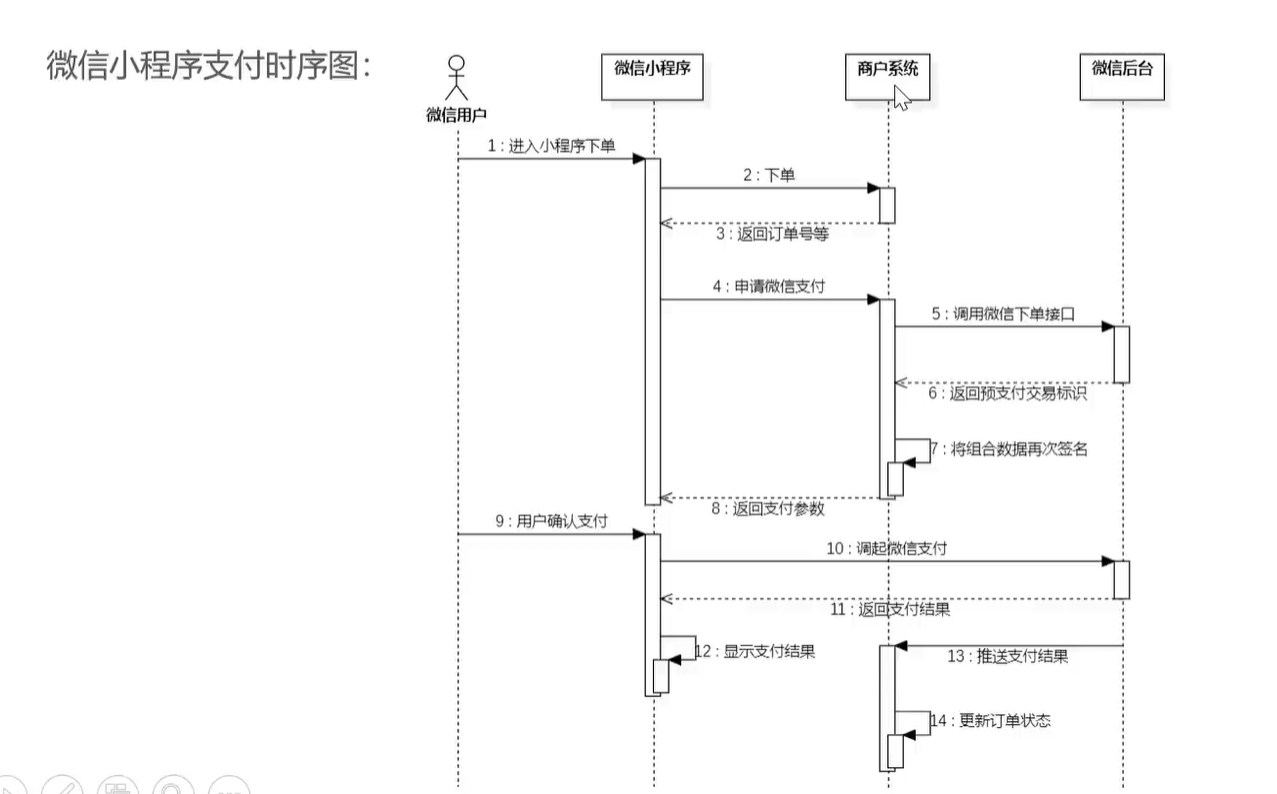 微信小程序支付时序图：
微信用户
微信小程序
商户系统
微信后台
1 : 进入小程序下单
2 : 下单
3 : 返回订单号等
4 : 申请微信支付
5 : 调用微信下单接口
6 : 返回预支付交易标识
7 : 将组合数据再次签名
8 : 返回支付参数
9 : 用户确认支付
10 : 调起微信支付
11 : 返回支付结果
12 : 显示支付结果
13 : 推送支付结果
14 : 更新订单状态